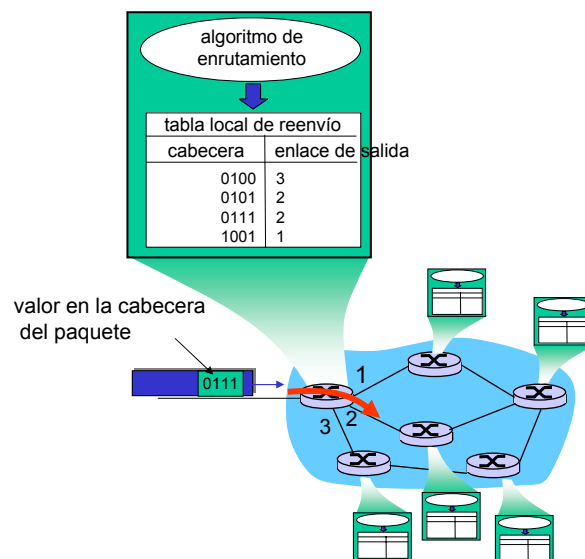 algoritmo de
enrutamiento
tabla local de reenvío
cabecera enlace de salida
0100 3
0101 2
0111 2
1001 1
valor en la cabecera
del paquete
0111
1
2
3